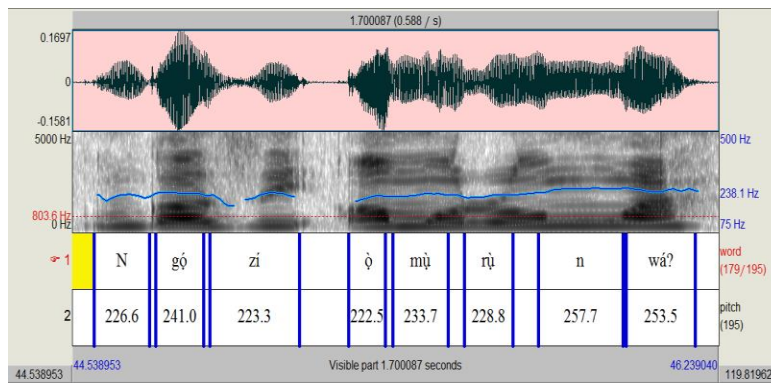 1.700087 (0.588 / s)
0.1697
0
-0.1581
5000 Hz
500 Hz
238.1 Hz
803.6 Hz
0 Hz
75 Hz
1 N gọ́ zí ọ̀ mụ̀ rụ̀ n wá? word (179/195)
2 226.6 241.0 223.3 222.5 233.7 228.8 257.7 253.5 pitch (195)
44.538953 44.538953 Visible part 1.700087 seconds 46.239040 119.81962